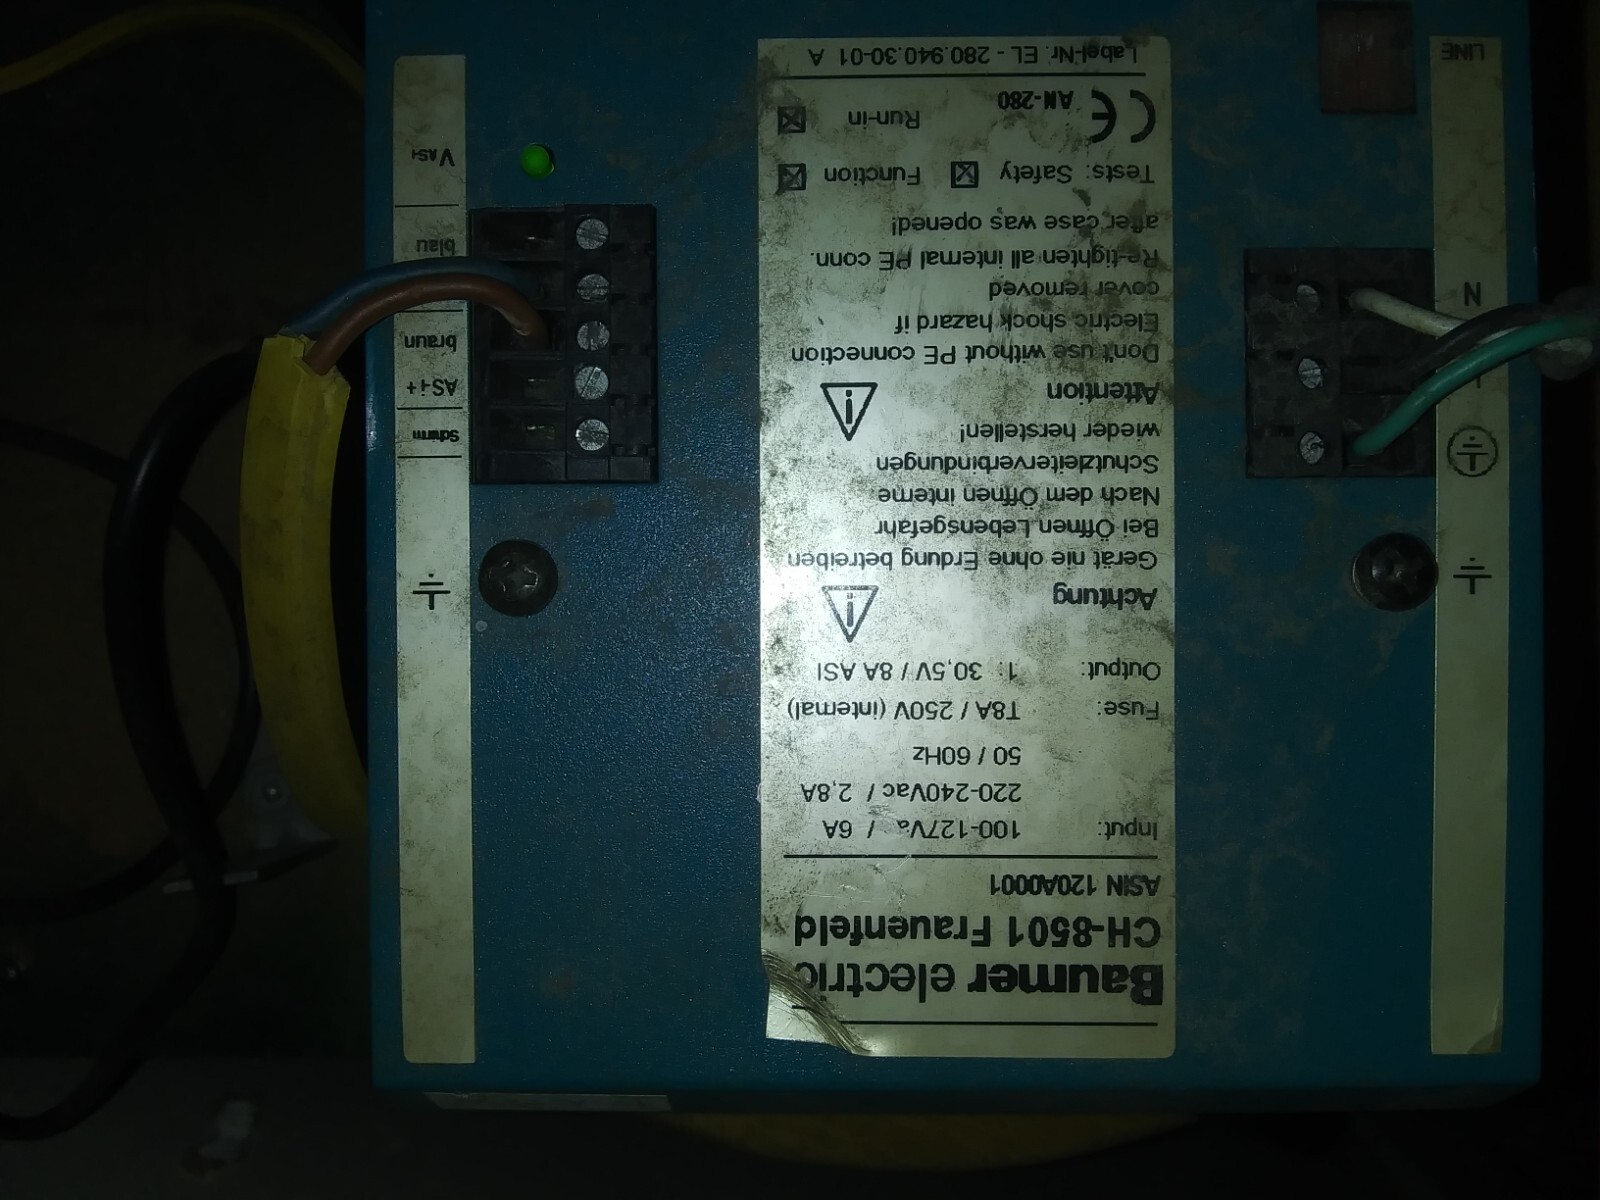 Baumer electric
CH-8501 Frauenfeld
ASIN 120A0001
Input: 100-127Va / 6A
220-240Vac / 2,8A
50 / 60Hz
Fuse: T8A / 250V (internal)
Output: 1: 30,5V / 8A ASI
Achtung
Gerät nie ohne Erdung betreiben
Bei Öffnen Lebensgefahr
Nach dem Öffnen interne
Schutzleiterverbindungen
wieder herstellen!
Attention
Don't use without PE connection
Electric shock hazard if
cover removed
Re-tighten all internal PE conn.
after case was opened!
Tests: Safety Function
Run-in
CE AN-280
Label-Nr. EL - 280.940.30-01 A
N
LINE
Schirm
AS-i +
braun
blau
V AS-i